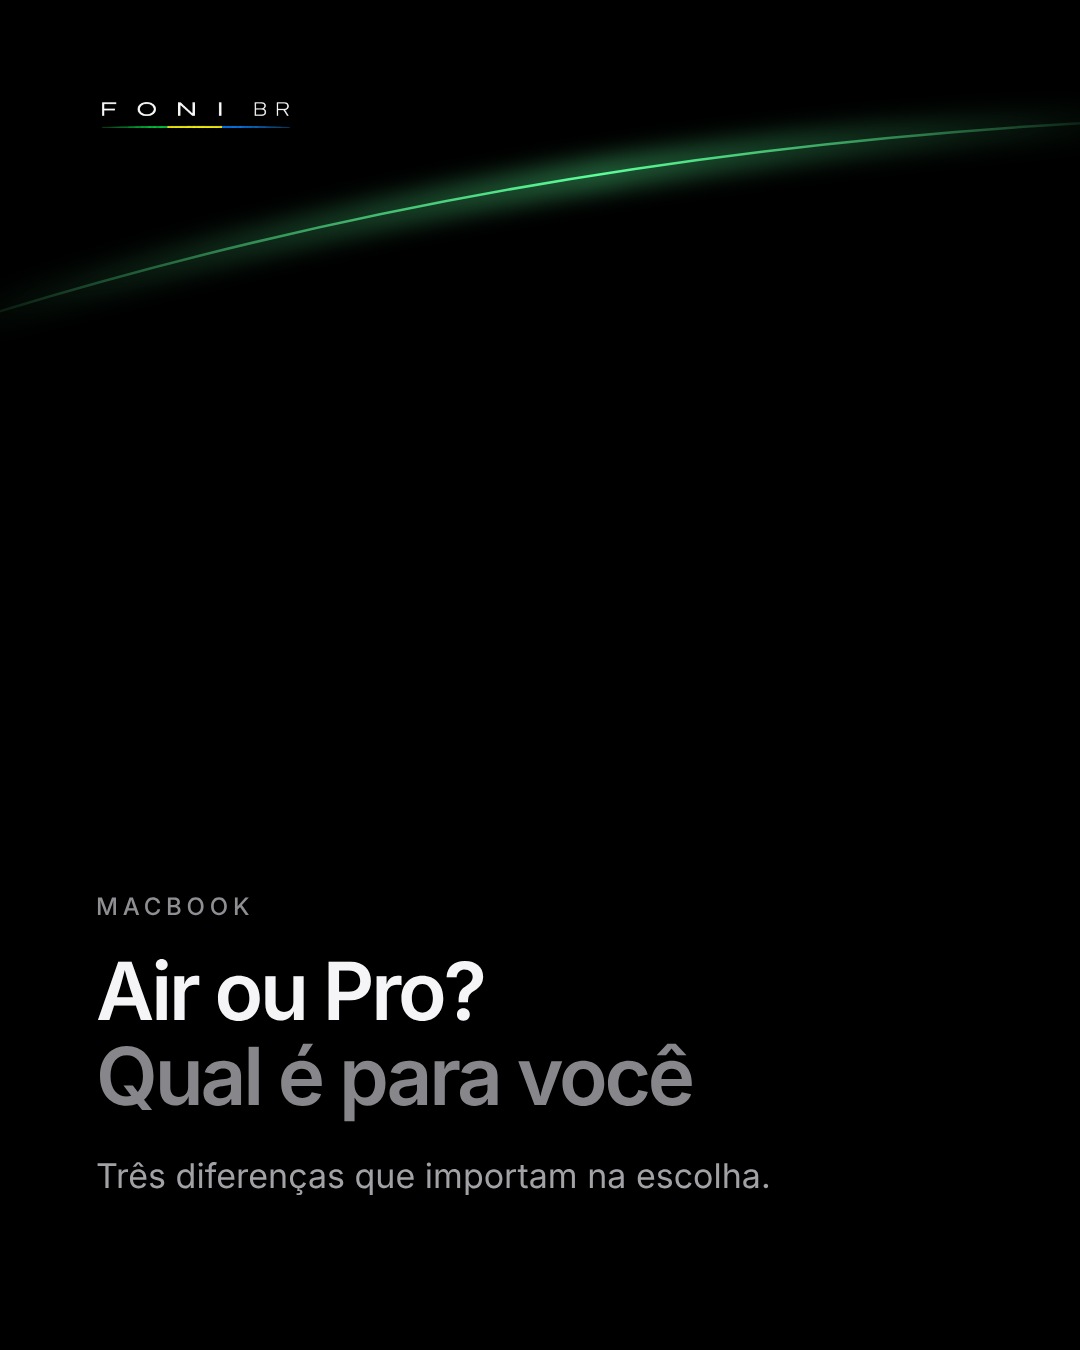 FONI BR
MACBOOK
Air ou Pro?
Qual é para você
Três diferenças que importam na escolha.